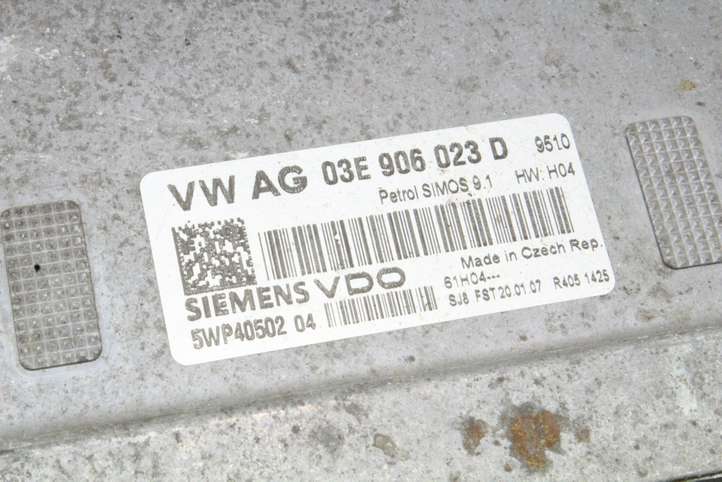 VW AG 03E 906 023 D 9510
Petrol SIMOS 9.1 HW: H04
Made in Czech Rep.
SIEMENS VDO 61H04---
5WP40502 04 SJ8 FST 20.01.07 R405 1425